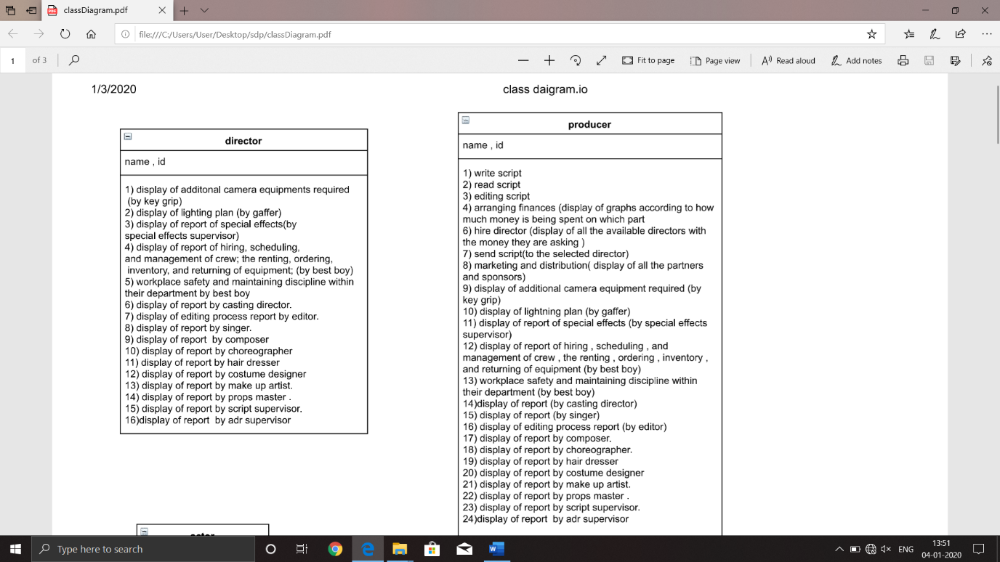 classDiagram.pdf
file:///C:/Users/User/Desktop/sdp/classDiagram.pdf
1
of 3
Fit to page
Page view
Read aloud
Add notes
1/3/2020
class daigram.io
director
name , id
1) display of additonal camera equipments required
(by key grip)
2) display of lighting plan (by gaffer)
3) display of report of special effects(by
special effects supervisor)
4) display of report of hiring, scheduling,
and management of crew; the renting, ordering,
inventory, and returning of equipment; (by best boy)
5) workplace safety and maintaining discipline within
their department by best boy
6) display of report by casting director.
7) display of editing process report by editor.
8) display of report by singer.
9) display of report by composer
10) display of report by choreographer
11) display of report by hair dresser
12) display of report by costume designer
13) display of report by make up artist.
14) display of report by props master .
15) display of report by script supervisor.
16)display of report by adr supervisor
producer
name , id
1) write script
2) read script
3) editing script
4) arranging finances (display of graphs according to how
much money is being spent on which part
6) hire director (display of all the available directors with
the money they are asking )
7) send script(to the selected director)
8) marketing and distribution( display of all the partners
and sponsors)
9) display of additional camera equipment required (by
key grip)
10) display of lightning plan (by gaffer)
11) display of report of special effects (by special effects
supervisor)
12) display of report of hiring , scheduling , and
management of crew , the renting , ordering , inventory ,
and returning of equipment (by best boy)
13) workplace safety and maintaining discipline within
their department (by best boy)
14)display of report (by casting director)
15) display of report (by singer)
16) display of editing process report (by editor)
17) display of report by composer.
18) display of report by choreographer.
19) display of report by hair dresser
20) display of report by costume designer
21) display of report by make up artist.
22) display of report by props master .
23) display of report by script supervisor.
24)display of report by adr supervisor
actor
Type here to search
ENG
13:51
04-01-2020